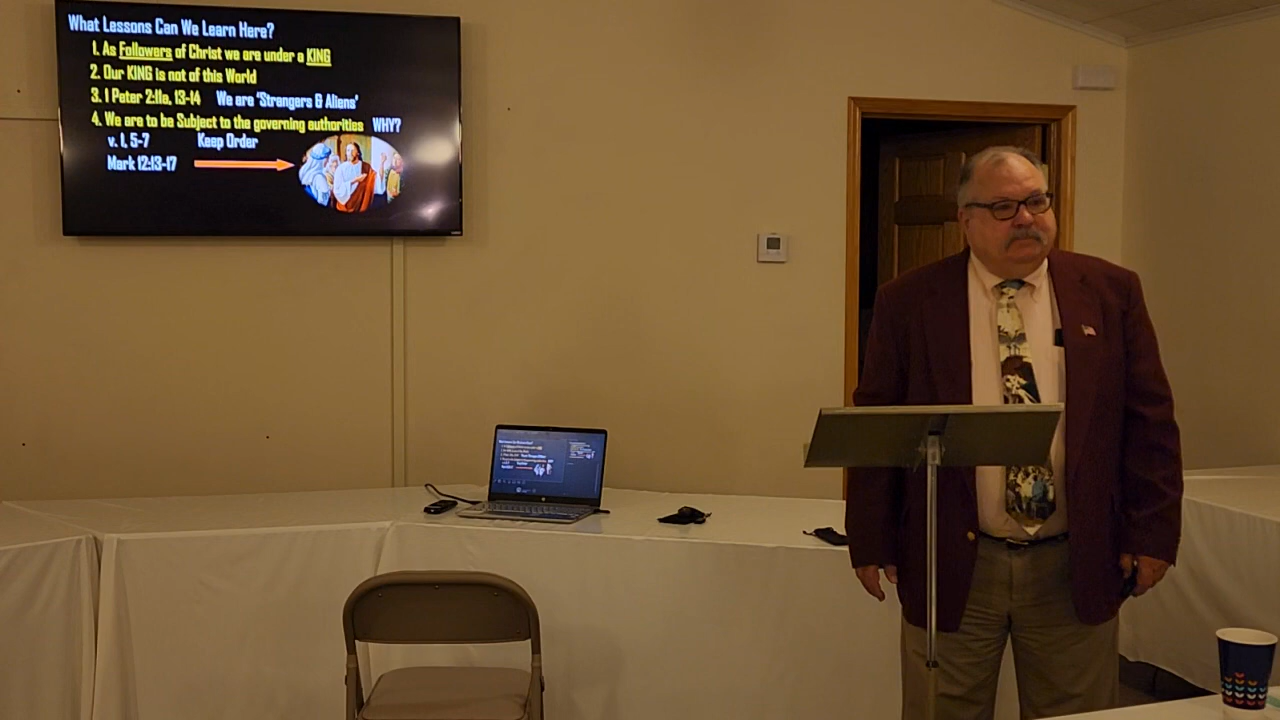 What Lessons Can We Learn Here?
1. As Followers of Christ we are under a KING
2. Our KING is not of this World
3. I Peter 2:11a, 13-14 We are ‘Strangers & Aliens’
4. We are to be Subject to the governing authorities WHY?
v. 1, 5-7 Keep Order
Mark 12:13-17